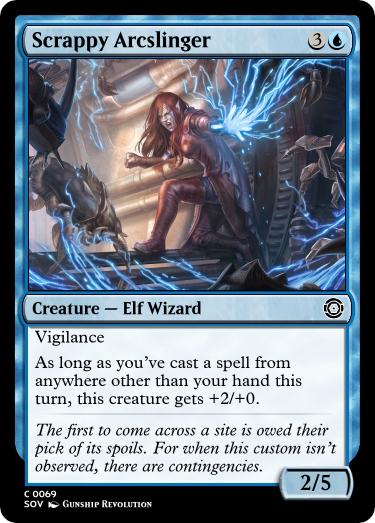 Scrappy Arcslinger 3
Creature — Elf Wizard
Vigilance
As long as you've cast a spell from
anywhere other than your hand this
turn, this creature gets +2/+0.
The first to come across a site is owed their
pick of its spoils. For when this custom isn't
observed, there are contingencies.
2/5
C 0069
SOV GUNSHIP REVOLUTION